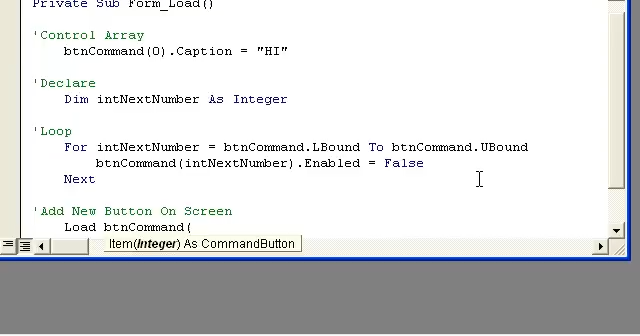 Private Sub Form_Load()
'Control Array
btnCommand(0).Caption = "HI"
'Declare
Dim intNextNumber As Integer
'Loop
For intNextNumber = btnCommand.LBound To btnCommand.UBound
btnCommand(intNextNumber).Enabled = False
Next
'Add New Button On Screen
Load btnCommand(
Item(Integer) As CommandButton